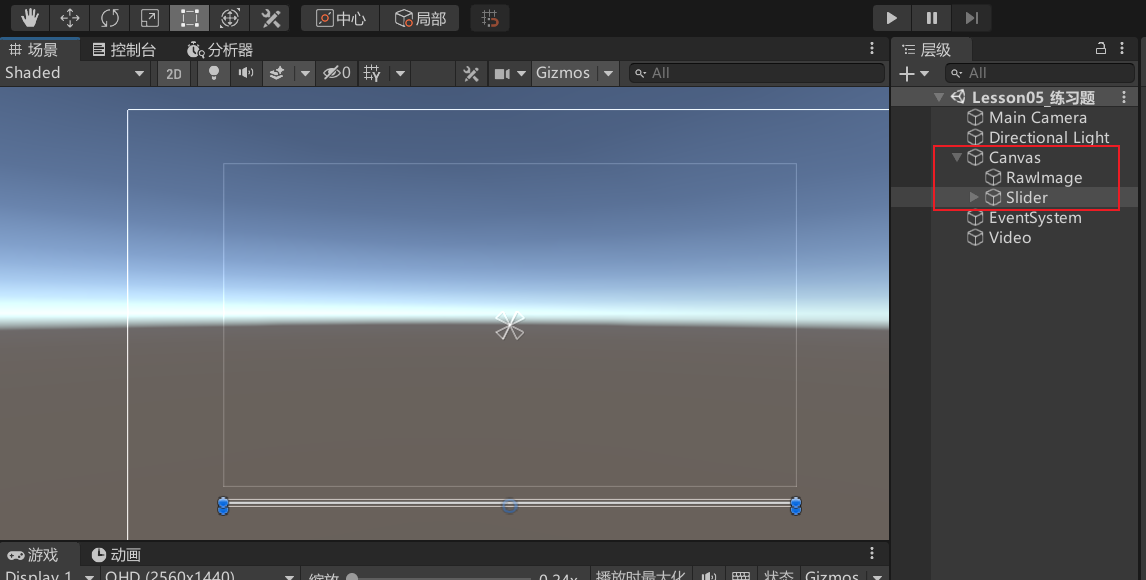 中心 局部
场景 控制台 分析器 层级
Shaded 2D 0 Gizmos All All
Lesson05_练习题
Main Camera
Directional Light
Canvas
RawImage
Slider
EventSystem
Video
游戏 动画
Display 1 QHD (2560x1440) 缩放 0.24x 播放时最大化 状态 Gizmos